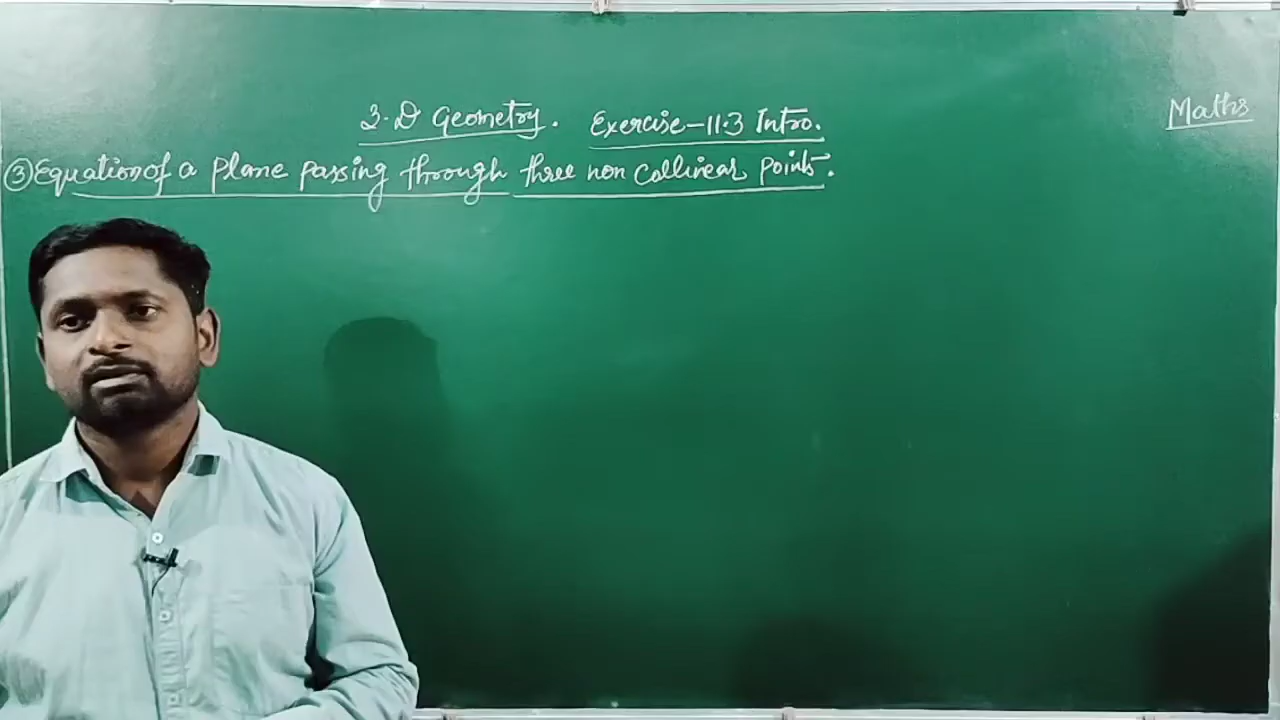 3.D Geometry. Exercise-11.3 Intro.
Maths
③ Equation of a plane passing through three non collinear points.